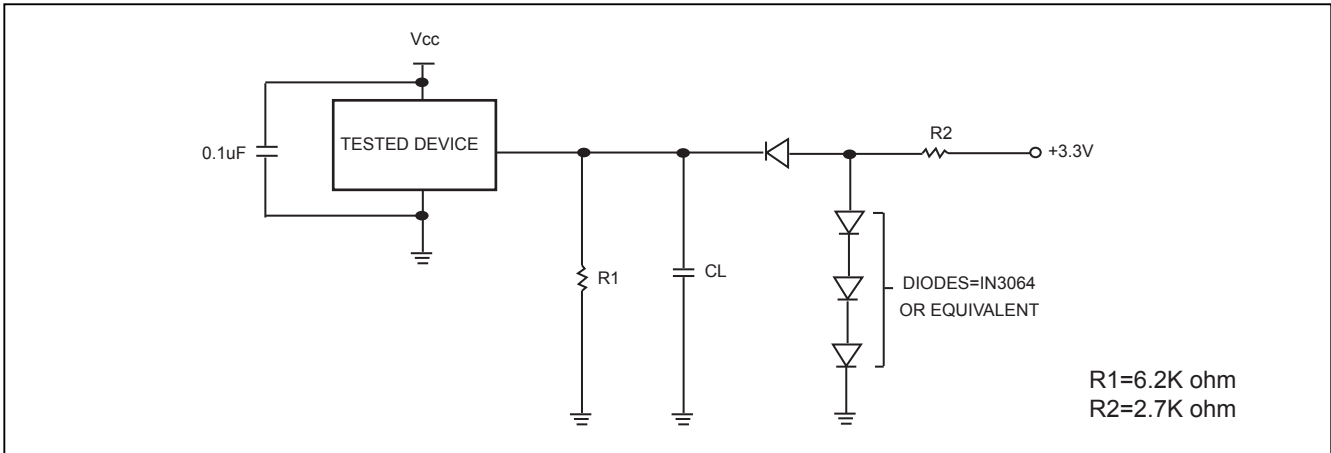 Vcc
0.1uF
TESTED DEVICE
R2
+3.3V
R1
CL
DIODES=IN3064
OR EQUIVALENT
R1=6.2K ohm
R2=2.7K ohm